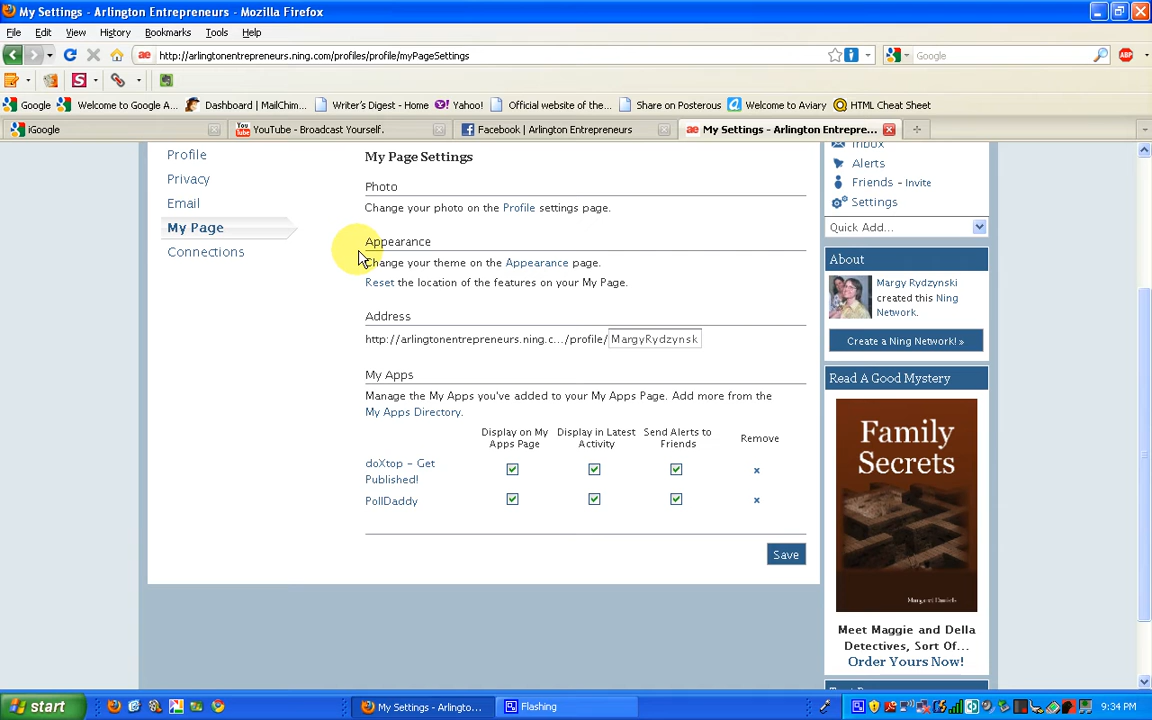 My Settings - Arlington Entrepreneurs - Mozilla Firefox
File Edit View History Bookmarks Tools Help
http://arlingtonentrepreneurs.ning.com/profiles/profile/myPageSettings
Google
ABP
Google Welcome to Google A... Dashboard | MailChim... Writer's Digest - Home Yahoo! Official website of the... Share on Posterous Welcome to Aviary HTML Cheat Sheet
iGoogle YouTube - Broadcast Yourself. Facebook | Arlington Entrepreneurs ae My Settings - Arlington Entrepre...
Profile
Privacy
Email
My Page
Connections
My Page Settings
Photo
Change your photo on the Profile settings page.
Appearance
Change your theme on the Appearance page.
Reset the location of the features on your My Page.
Address
http://arlingtonentrepreneurs.ning.c.../profile/ MargyRydzynsk
My Apps
Manage the My Apps you've added to your My Apps Page. Add more from the
My Apps Directory.
Display on My Apps Page
Display in Latest Activity
Send Alerts to Friends
Remove
doXtop - Get Published!
PollDaddy
Save
Inbox
Alerts
Friends - Invite
Settings
Quick Add...
About
Margy Rydzynski
created this Ning
Network.
Create a Ning Network! »
Read A Good Mystery
Family
Secrets
Margaret Daniels
Meet Maggie and Della
Detectives, Sort Of...
Order Yours Now!
start
My Settings - Arlingto...
Flashing
9:34 PM